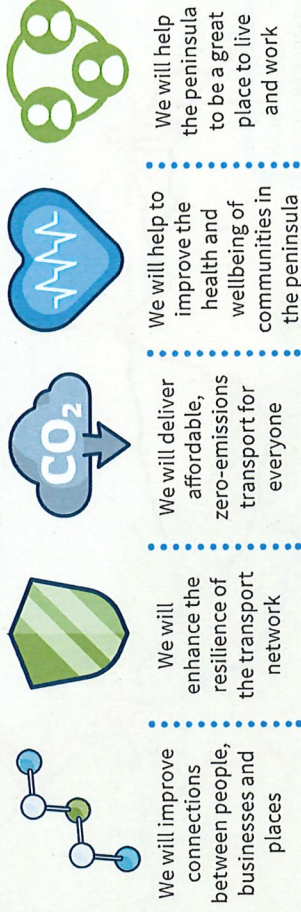 We will improve
connections
between people,
businesses and
places
We will
enhance the
resilience of
the transport
network
CO₂
We will deliver
affordable,
zero-emissions
transport for
everyone
We will help to
improve the
health and
wellbeing of
communities in
the peninsula
We will help
the peninsula
to be a great
place to live
and work